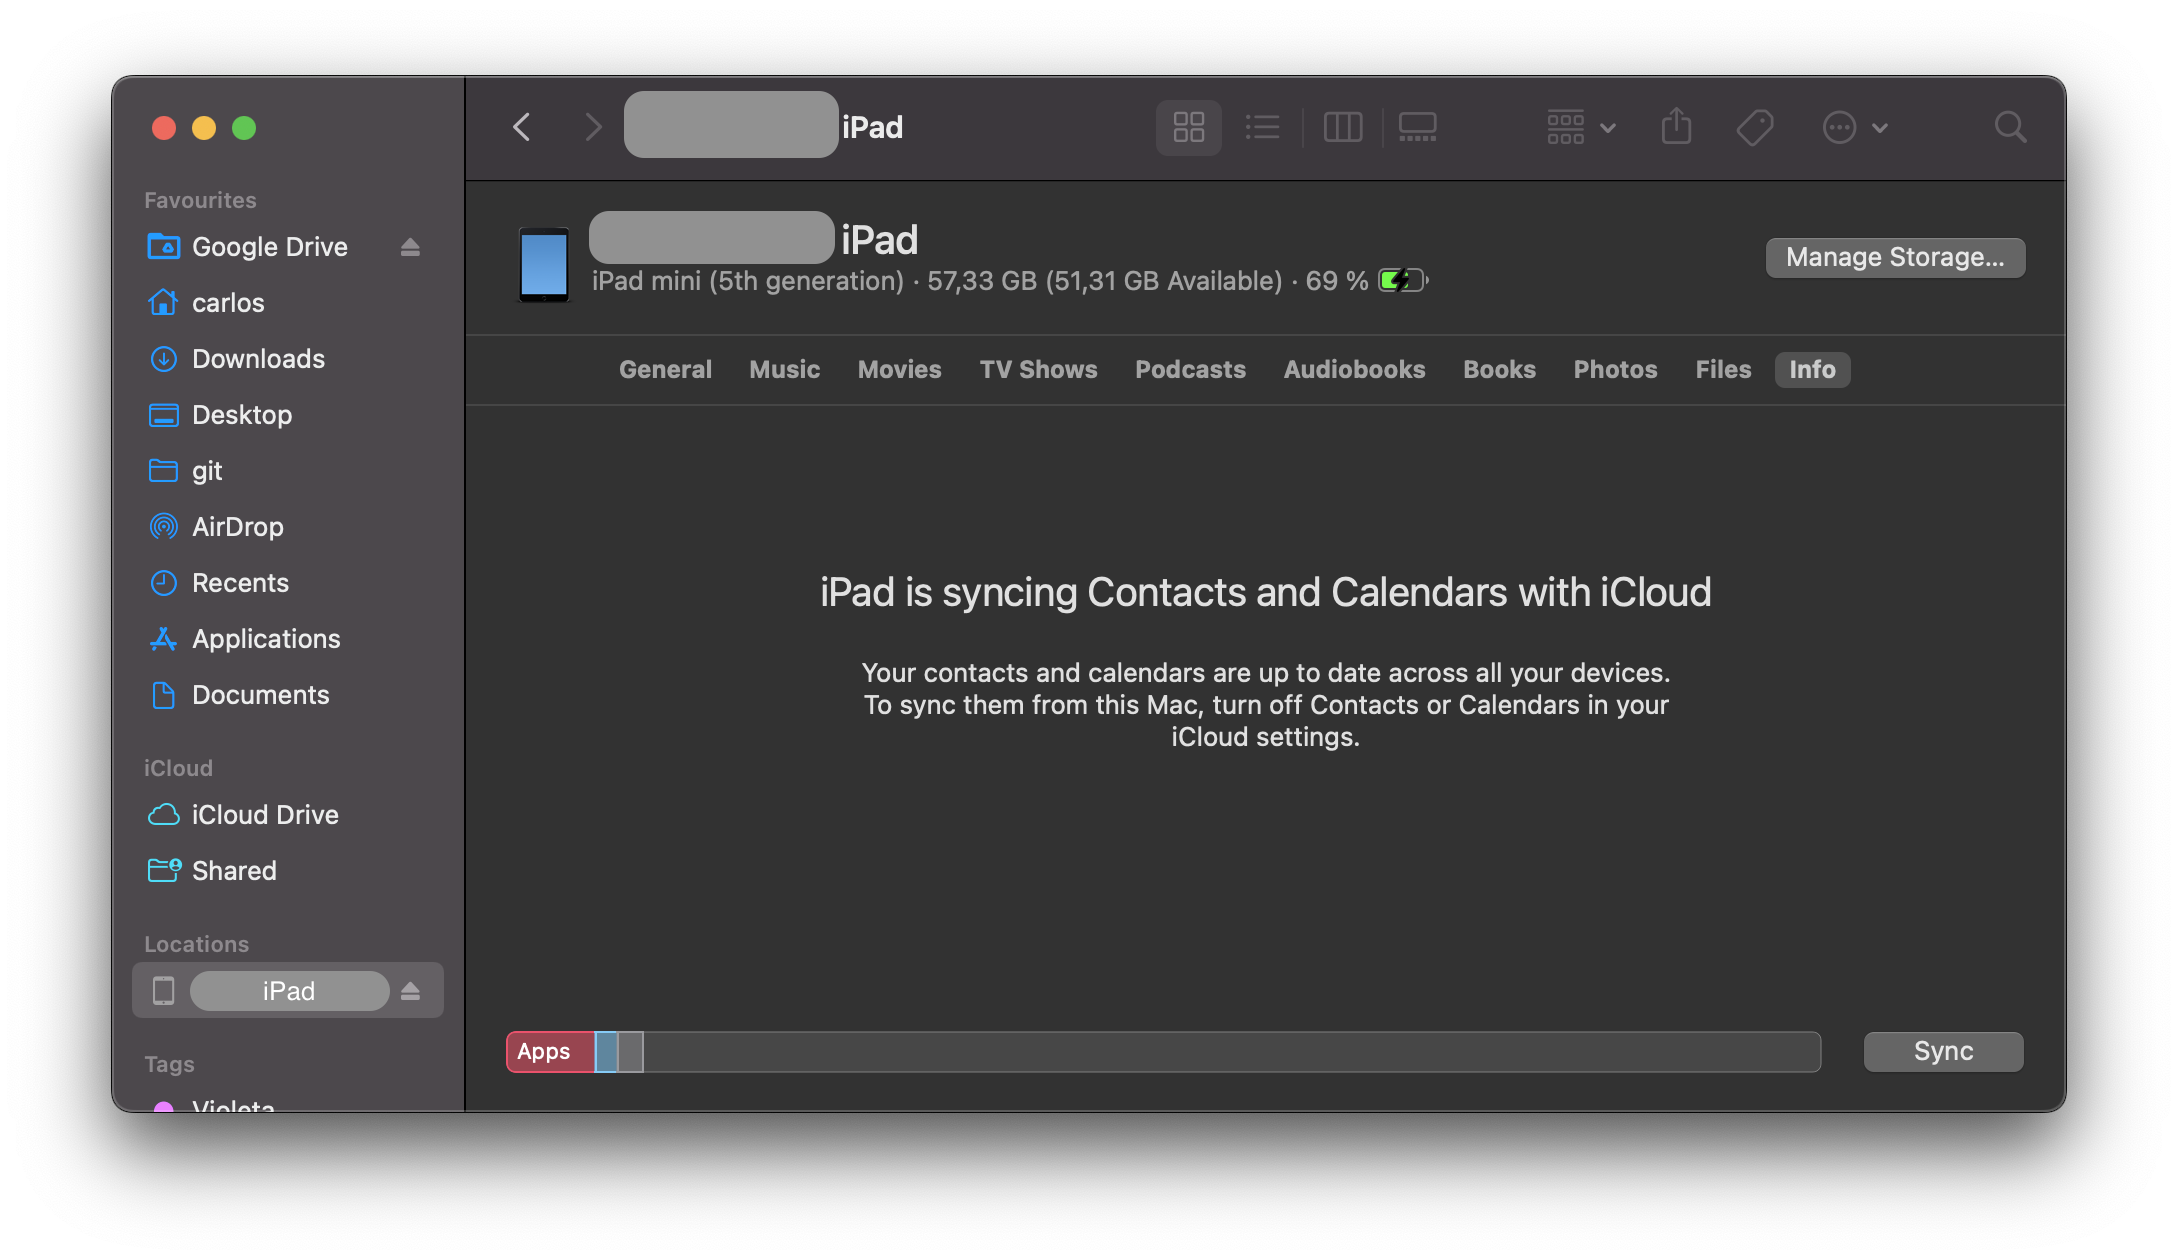 Favourites
Google Drive
carlos
Downloads
Desktop
git
AirDrop
Recents
Applications
Documents
iCloud
iCloud Drive
Shared
Locations
iPad
Tags
Violeta
iPad
iPad
iPad mini (5th generation) · 57,33 GB (51,31 GB Available) · 69 %
Manage Storage...
General Music Movies TV Shows Podcasts Audiobooks Books Photos Files Info
iPad is syncing Contacts and Calendars with iCloud
Your contacts and calendars are up to date across all your devices.
To sync them from this Mac, turn off Contacts or Calendars in your
iCloud settings.
Apps
Sync